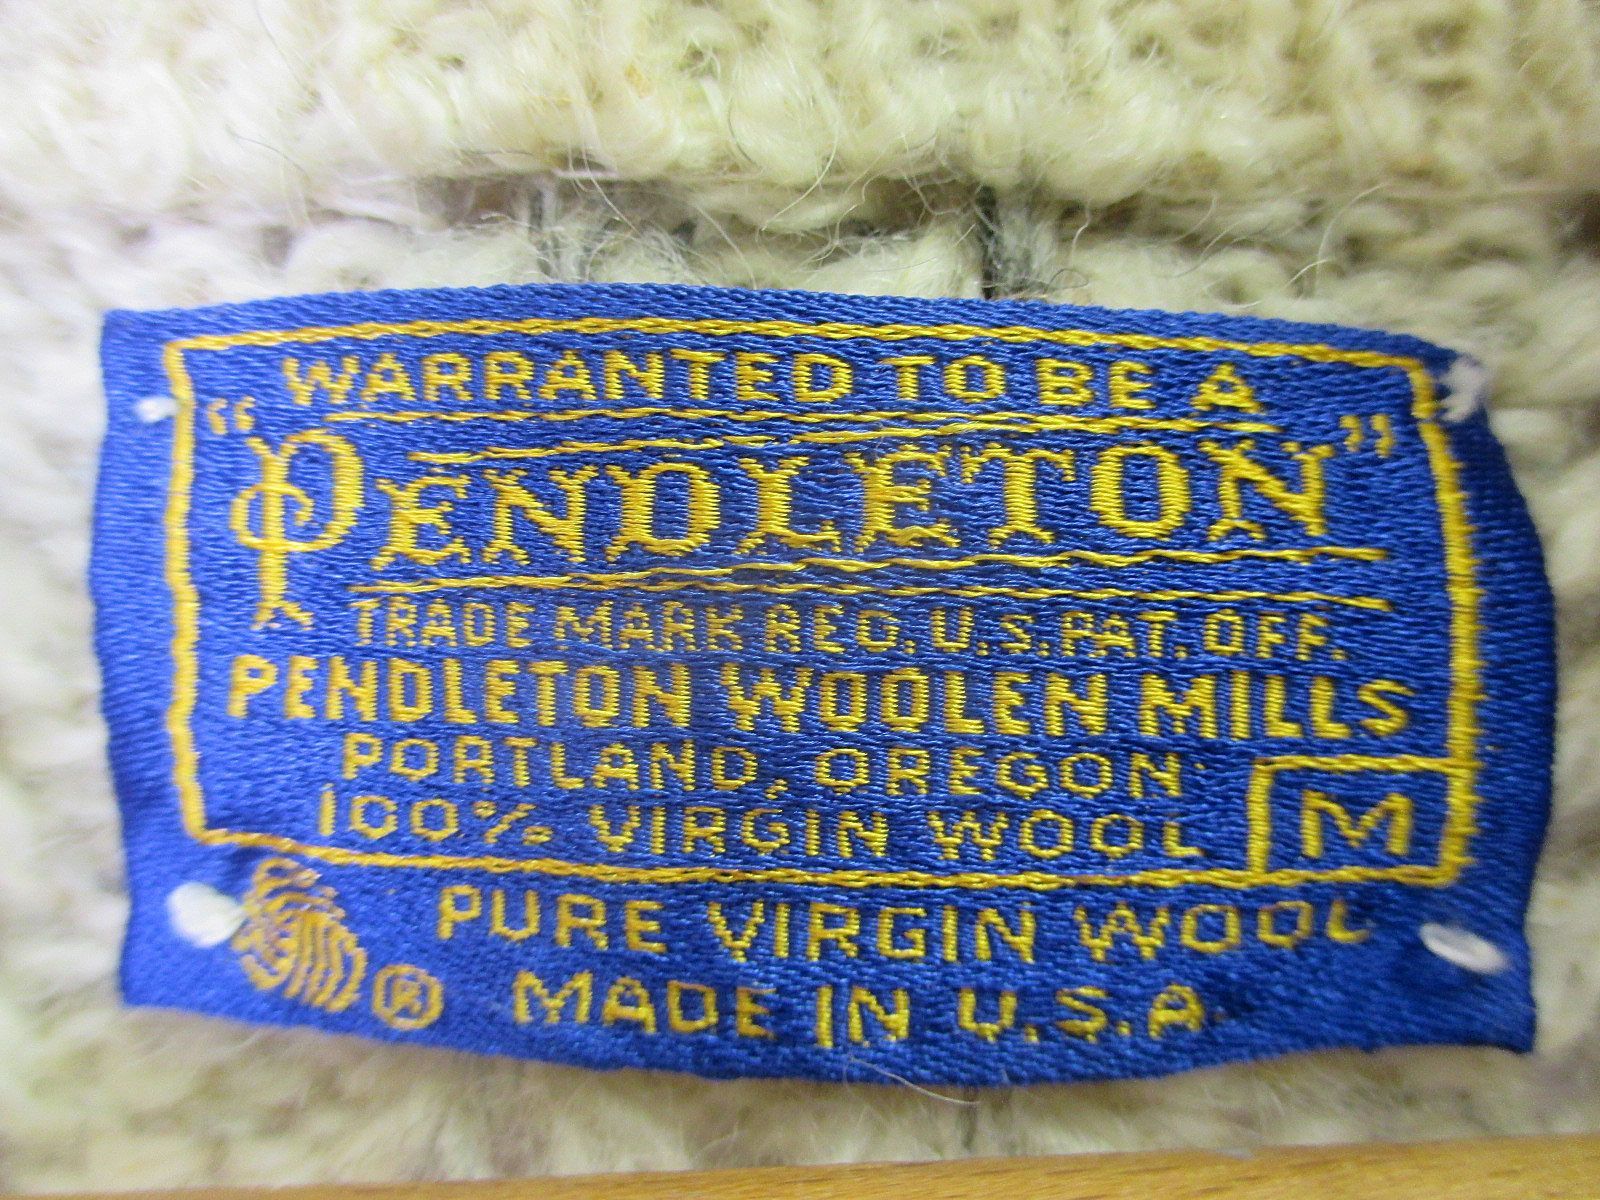 WARRANTED TO BE A
"PENDLETON"
TRADE MARK REG. U.S. PAT. OFF.
PENDLETON WOOLEN MILLS
PORTLAND, OREGON
100% VIRGIN WOOL
M
PURE VIRGIN WOOL
® MADE IN U.S.A.